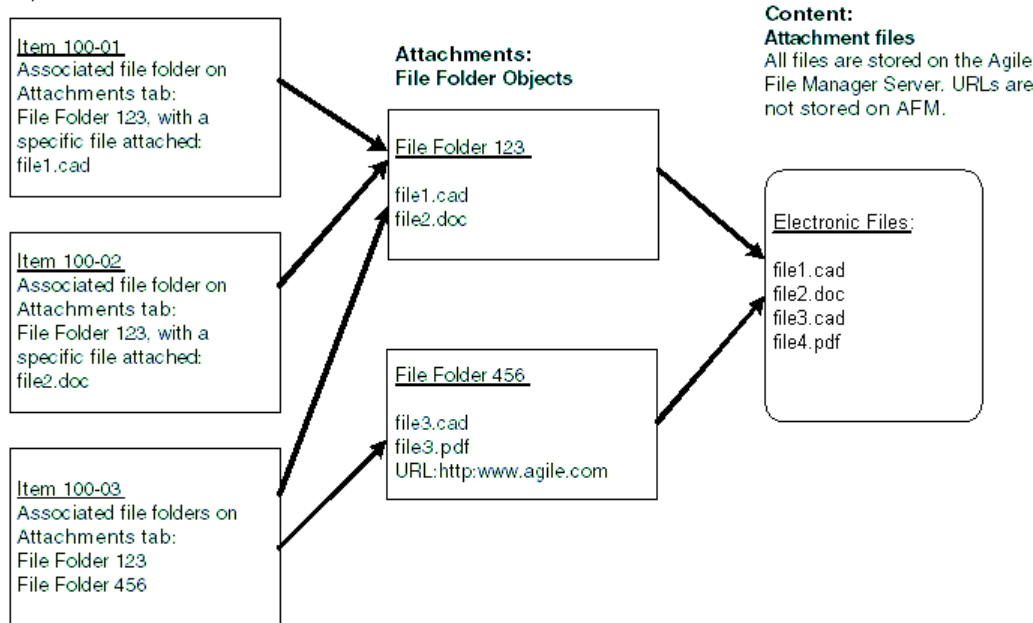 Item 100-01
Associated file folder on
Attachments tab:
File Folder 123, with a
specific file attached:
file1.cad
Item 100-02
Associated file folder on
Attachments tab:
File Folder 123, with a
specific file attached:
file2.doc
Item 100-03
Associated file folders on
Attachments tab:
File Folder 123
File Folder 456
Attachments:
File Folder Objects
File Folder 123
file1.cad
file2.doc
File Folder 456
file3.cad
file3.pdf
URL:http:www.agile.com
Content:
Attachment files
All files are stored on the Agile
File Manager Server. URLs are
not stored on AFM.
Electronic Files:
file1.cad
file2.doc
file3.cad
file4.pdf